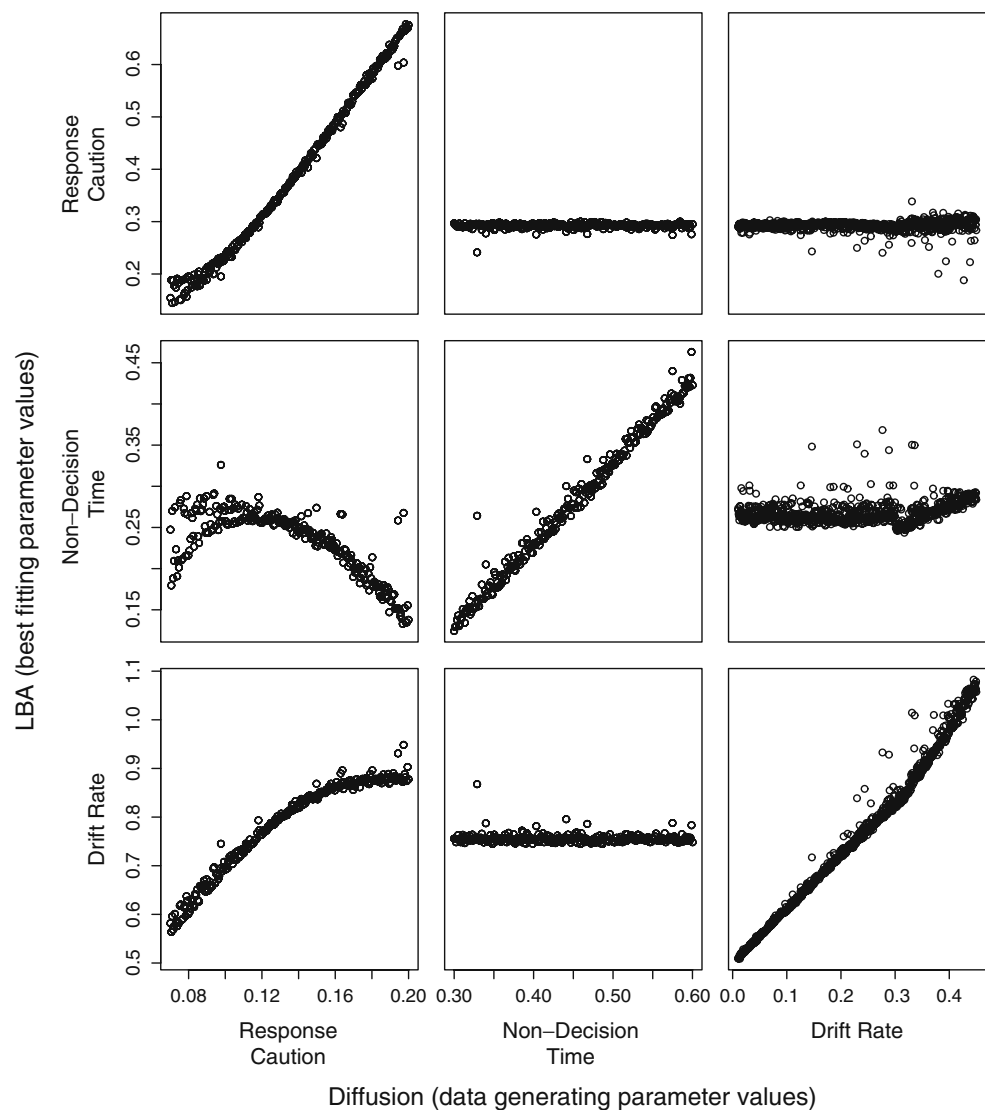 LBA (best fitting parameter values)
Response
Caution
0.2 0.3 0.4 0.5 0.6
Non−Decision
Time
0.15 0.25 0.35 0.45
Drift Rate
0.5 0.6 0.7 0.8 0.9 1.0 1.1
0.08 0.12 0.16 0.20
0.30 0.40 0.50 0.60
0.0 0.1 0.2 0.3 0.4
Response
Caution
Non−Decision
Time
Drift Rate
Diffusion (data generating parameter values)